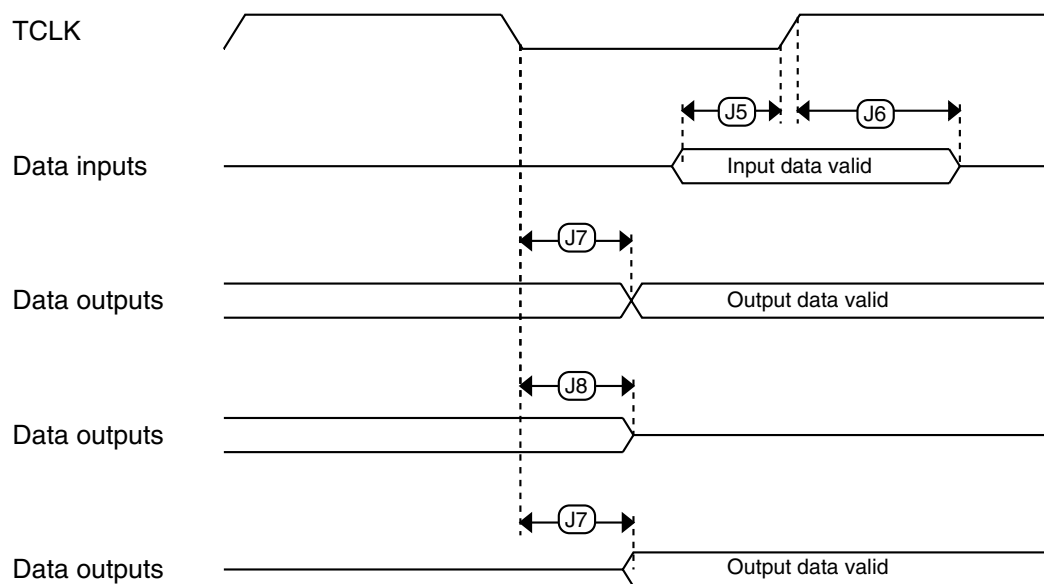 TCLK
J5
J6
Data inputs
Input data valid
J7
Data outputs
Output data valid
J8
Data outputs
J7
Data outputs
Output data valid